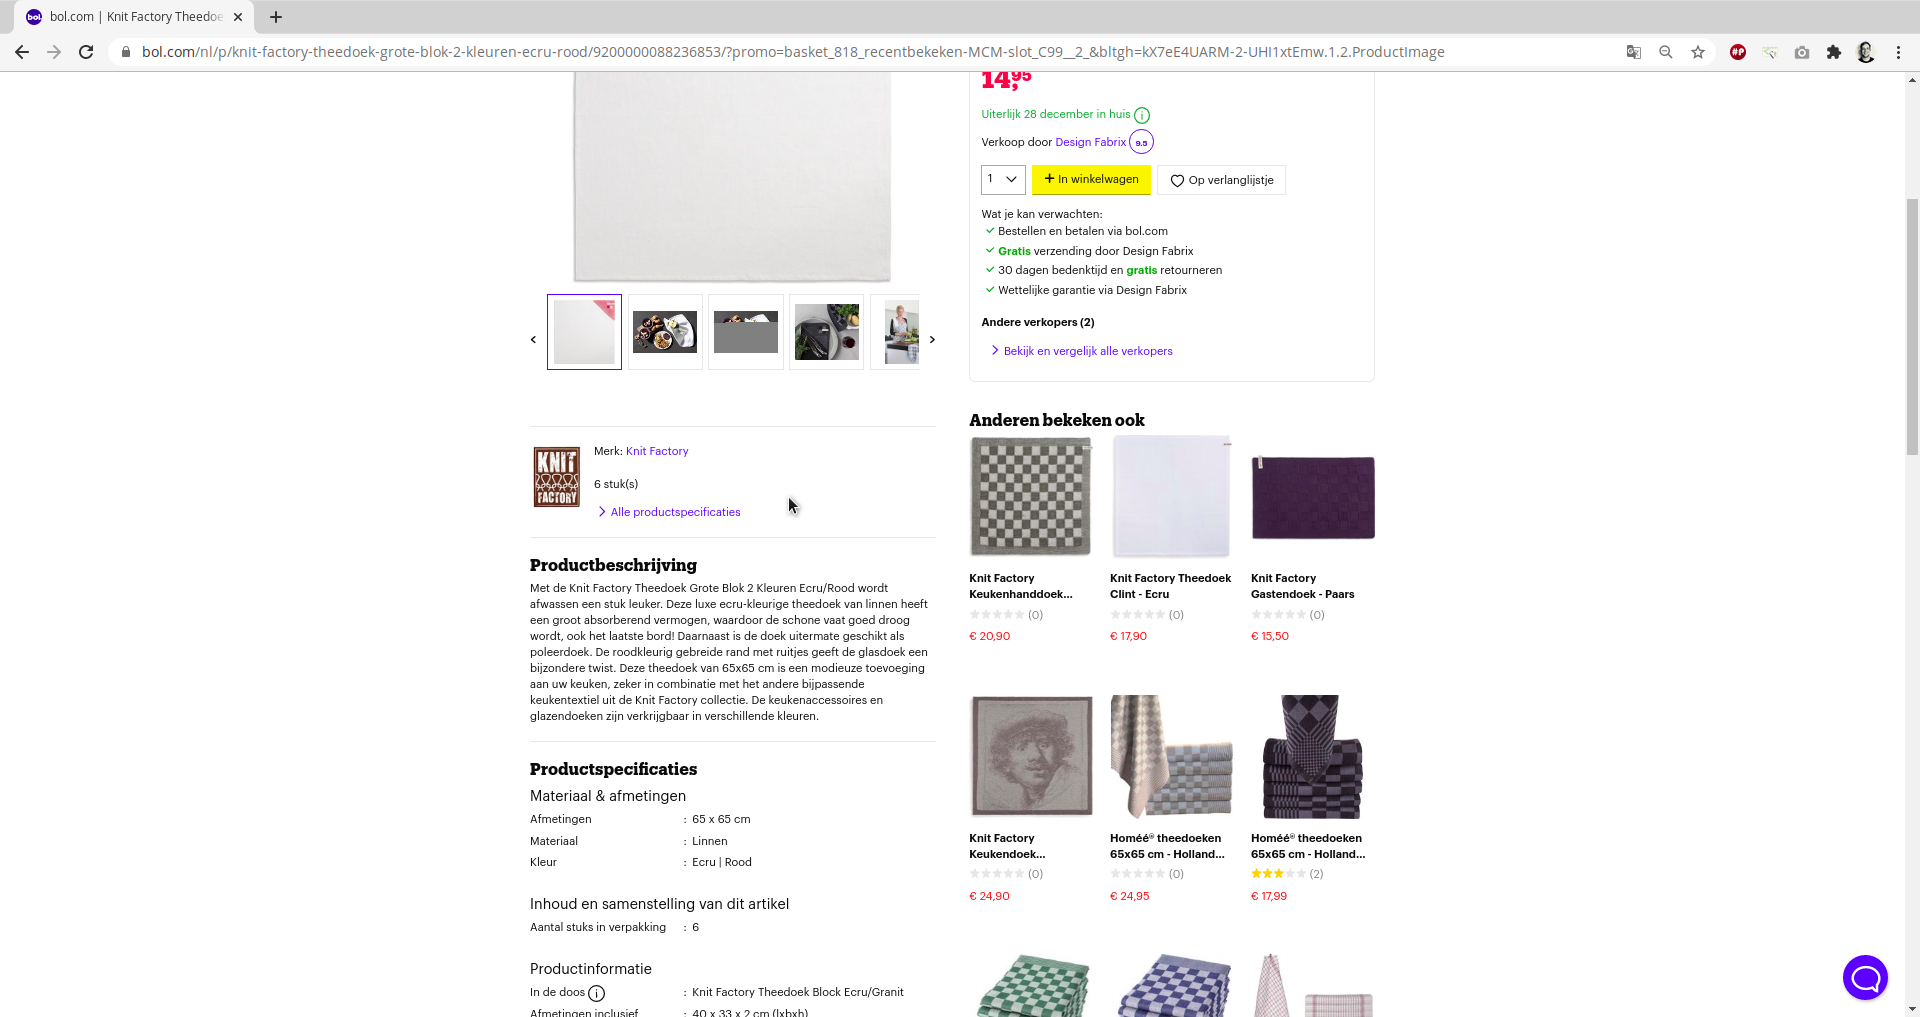 bol.com | Knit Factory Theedoe
bol.com/nl/p/knit-factory-theedoek-grote-blok-2-kleuren-ecru-rood/9200000088236853/?promo=basket_818_recentbekeken-MCM-slot_C99__2_&bltgh=kX7eE4UARM-2-UHI1xtEmw.1.2.ProductImage
14,95
Uiterlijk 28 december in huis
Verkoop door Design Fabrix 9.5
1
+ In winkelwagen
Op verlanglijstje
Wat je kan verwachten:
Bestellen en betalen via bol.com
Gratis verzending door Design Fabrix
30 dagen bedenktijd en gratis retourneren
Wettelijke garantie via Design Fabrix
Andere verkopers (2)
Bekijk en vergelijk alle verkopers
KNIT
FACTORY
Merk: Knit Factory
6 stuk(s)
Alle productspecificaties
Productbeschrijving
Met de Knit Factory Theedoek Grote Blok 2 Kleuren Ecru/Rood wordt
afwassen een stuk leuker. Deze luxe ecru-kleurige theedoek van linnen heeft
een groot absorberend vermogen, waardoor de schone vaat goed droog
wordt, ook het laatste bord! Daarnaast is de doek uitermate geschikt als
poleerdoek. De roodkleurig gebreide rand met ruitjes geeft de glasdoek een
bijzondere twist. Deze theedoek van 65x65 cm is een modieuze toevoeging
aan uw keuken, zeker in combinatie met het andere bijpassende
keukentextiel uit de Knit Factory collectie. De keukenaccessoires en
glazendoeken zijn verkrijgbaar in verschillende kleuren.
Productspecificaties
Materiaal & afmetingen
Afmetingen : 65 x 65 cm
Materiaal : Linnen
Kleur : Ecru | Rood
Inhoud en samenstelling van dit artikel
Aantal stuks in verpakking : 6
Productinformatie
In de doos : Knit Factory Theedoek Block Ecru/Granit
Afmetingen inclusief : 40 x 33 x 2 cm (lxbxh)
Anderen bekeken ook
Knit Factory
Keukenhanddoek...
(0)
€ 20,90
Knit Factory Theedoek
Clint - Ecru
(0)
€ 17,90
Knit Factory
Gastendoek - Paars
(0)
€ 15,50
Knit Factory
Keukendoek...
(0)
€ 24,90
Homéé® theedoeken
65x65 cm - Holland...
(0)
€ 24,95
Homéé® theedoeken
65x65 cm - Holland...
(2)
€ 17,99